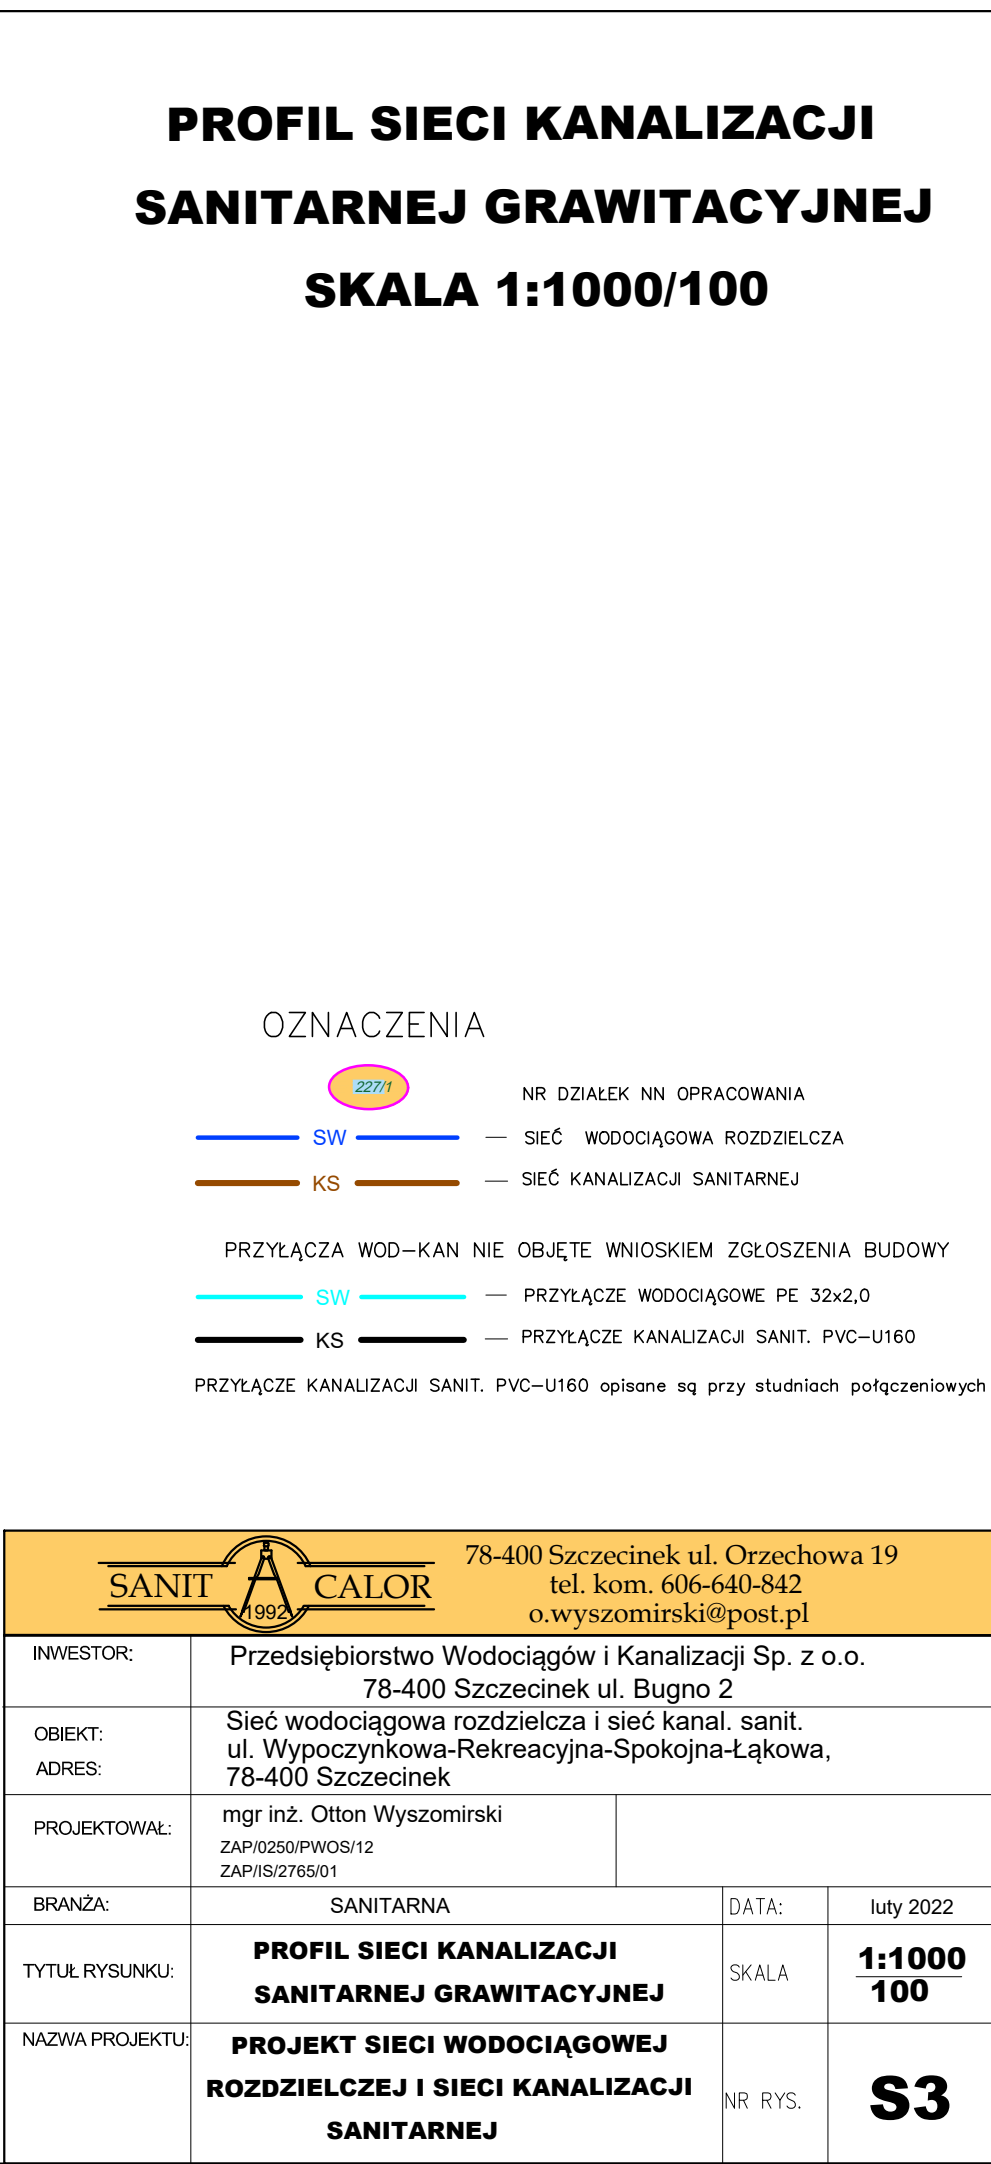 PROFIL SIECI KANALIZACJI
SANITARNEJ GRAWITACYJNEJ
SKALA 1:1000/100
OZNACZENIA
227/1 NR DZIAŁEK NN OPRACOWANIA
SW — SIEĆ WODOCIĄGOWA ROZDZIELCZA
KS — SIEĆ KANALIZACJI SANITARNEJ
PRZYŁĄCZA WOD-KAN NIE OBJĘTE WNIOSKIEM ZGŁOSZENIA BUDOWY
SW — PRZYŁĄCZE WODOCIĄGOWE PE 32x2,0
KS — PRZYŁĄCZE KANALIZACJI SANIT. PVC-U160
PRZYŁĄCZE KANALIZACJI SANIT. PVC-U160 opisane są przy studniach połączeniowych
SANIT CALOR
1992
78-400 Szczecinek ul. Orzechowa 19
tel. kom. 606-640-842
o.wyszomirski@post.pl
INWESTOR:
Przedsiębiorstwo Wodociągów i Kanalizacji Sp. z o.o.
78-400 Szczecinek ul. Bugno 2
OBIEKT:
ADRES:
Sieć wodociągowa rozdzielcza i sieć kanal. sanit.
ul. Wypoczynkowa-Rekreacyjna-Spokojna-Łąkowa,
78-400 Szczecinek
PROJEKTOWAŁ:
mgr inż. Otton Wyszomirski
ZAP/0250/PWOS/12
ZAP/IS/2765/01
BRANŻA: SANITARNA DATA: luty 2022
TYTUŁ RYSUNKU:
PROFIL SIECI KANALIZACJI
SANITARNEJ GRAWITACYJNEJ
SKALA
1:1000
100
NAZWA PROJEKTU:
PROJEKT SIECI WODOCIĄGOWEJ
ROZDZIELCZEJ I SIECI KANALIZACJI
SANITARNEJ
NR RYS. S3